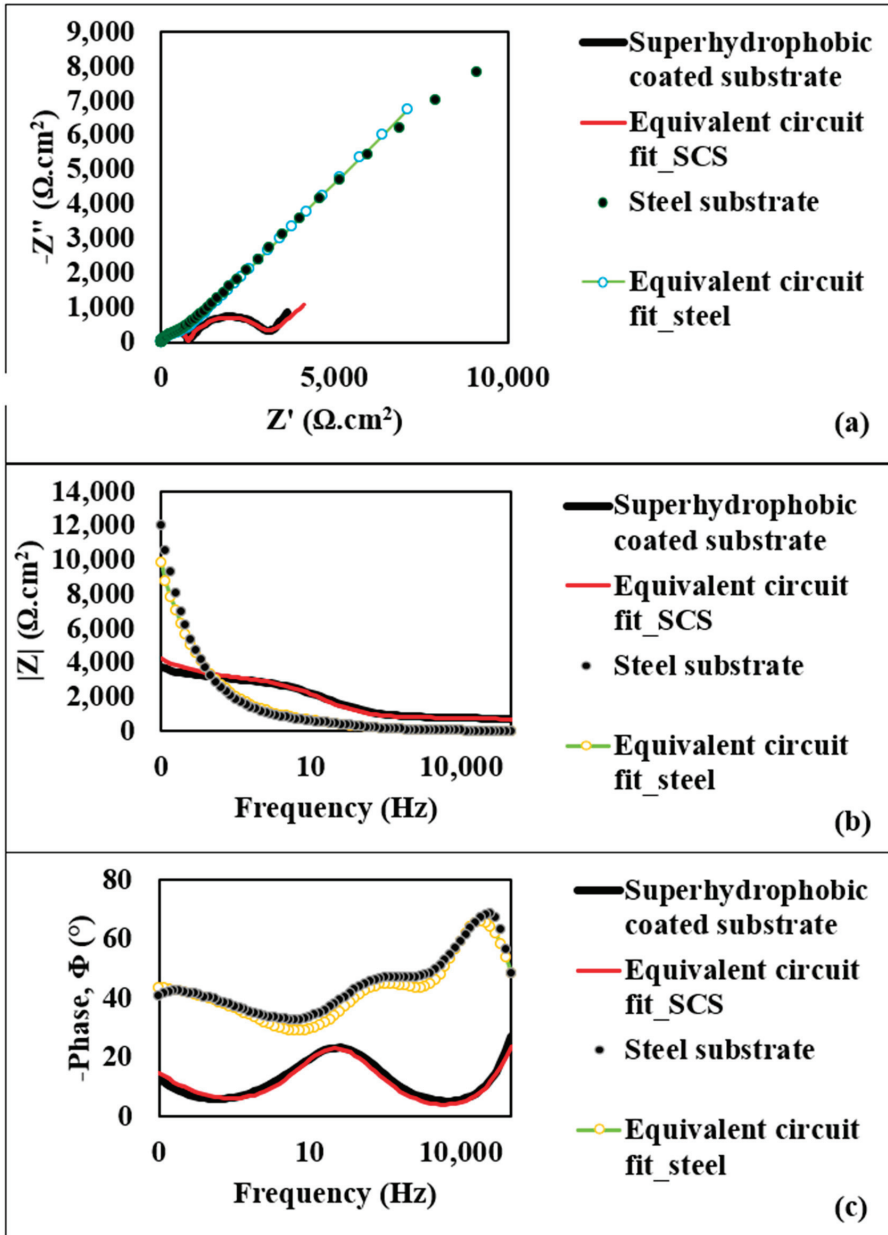 9,000
8,000
7,000
6,000
5,000
4,000
3,000
2,000
1,000
0
-Z'' (Ω.cm²)
0
5,000
10,000
Z' (Ω.cm²)
Superhydrophobic
coated substrate
Equivalent circuit
fit_SCS
Steel substrate
Equivalent circuit
fit_steel
(a)
14,000
12,000
10,000
8,000
6,000
4,000
2,000
0
|Z| (Ω.cm²)
0
10
10,000
Frequency (Hz)
Superhydrophobic
coated substrate
Equivalent circuit
fit_SCS
Steel substrate
Equivalent circuit
fit_steel
(b)
80
60
40
20
0
-Phase, Φ (°)
0
10
10,000
Frequency (Hz)
Superhydrophobic
coated substrate
Equivalent circuit
fit_SCS
Steel substrate
Equivalent circuit
fit_steel
(c)